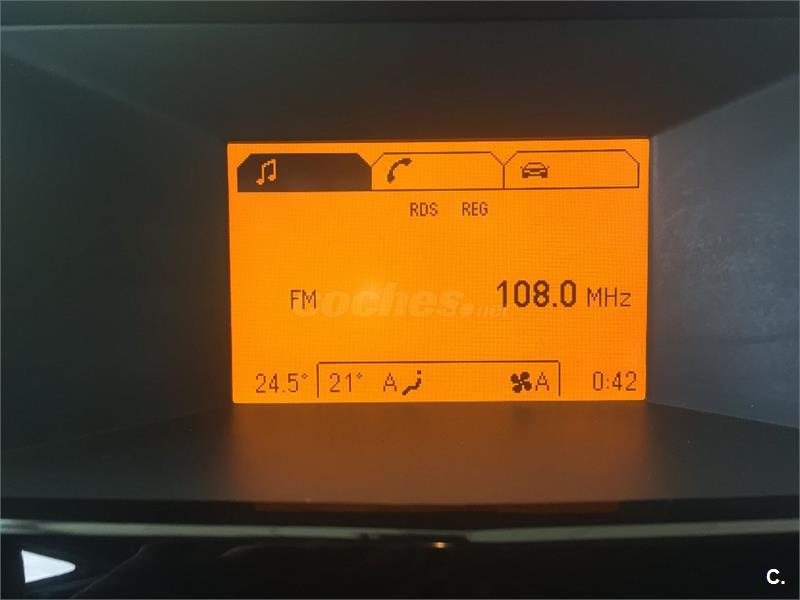 RDS REG
FM 108.0 MHz
coches.net
24.5° 21° A A 0:42
C.